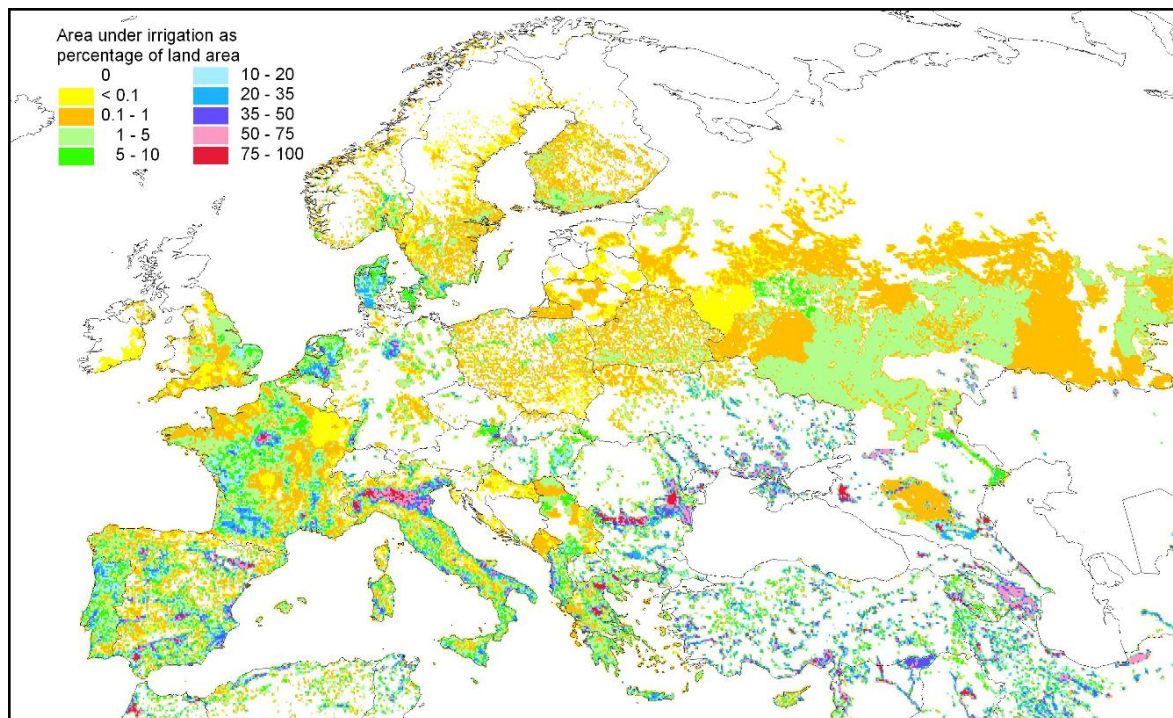 Area under irrigation as
percentage of land area
0
< 0.1
0.1 - 1
1 - 5
5 - 10
10 - 20
20 - 35
35 - 50
50 - 75
75 - 100